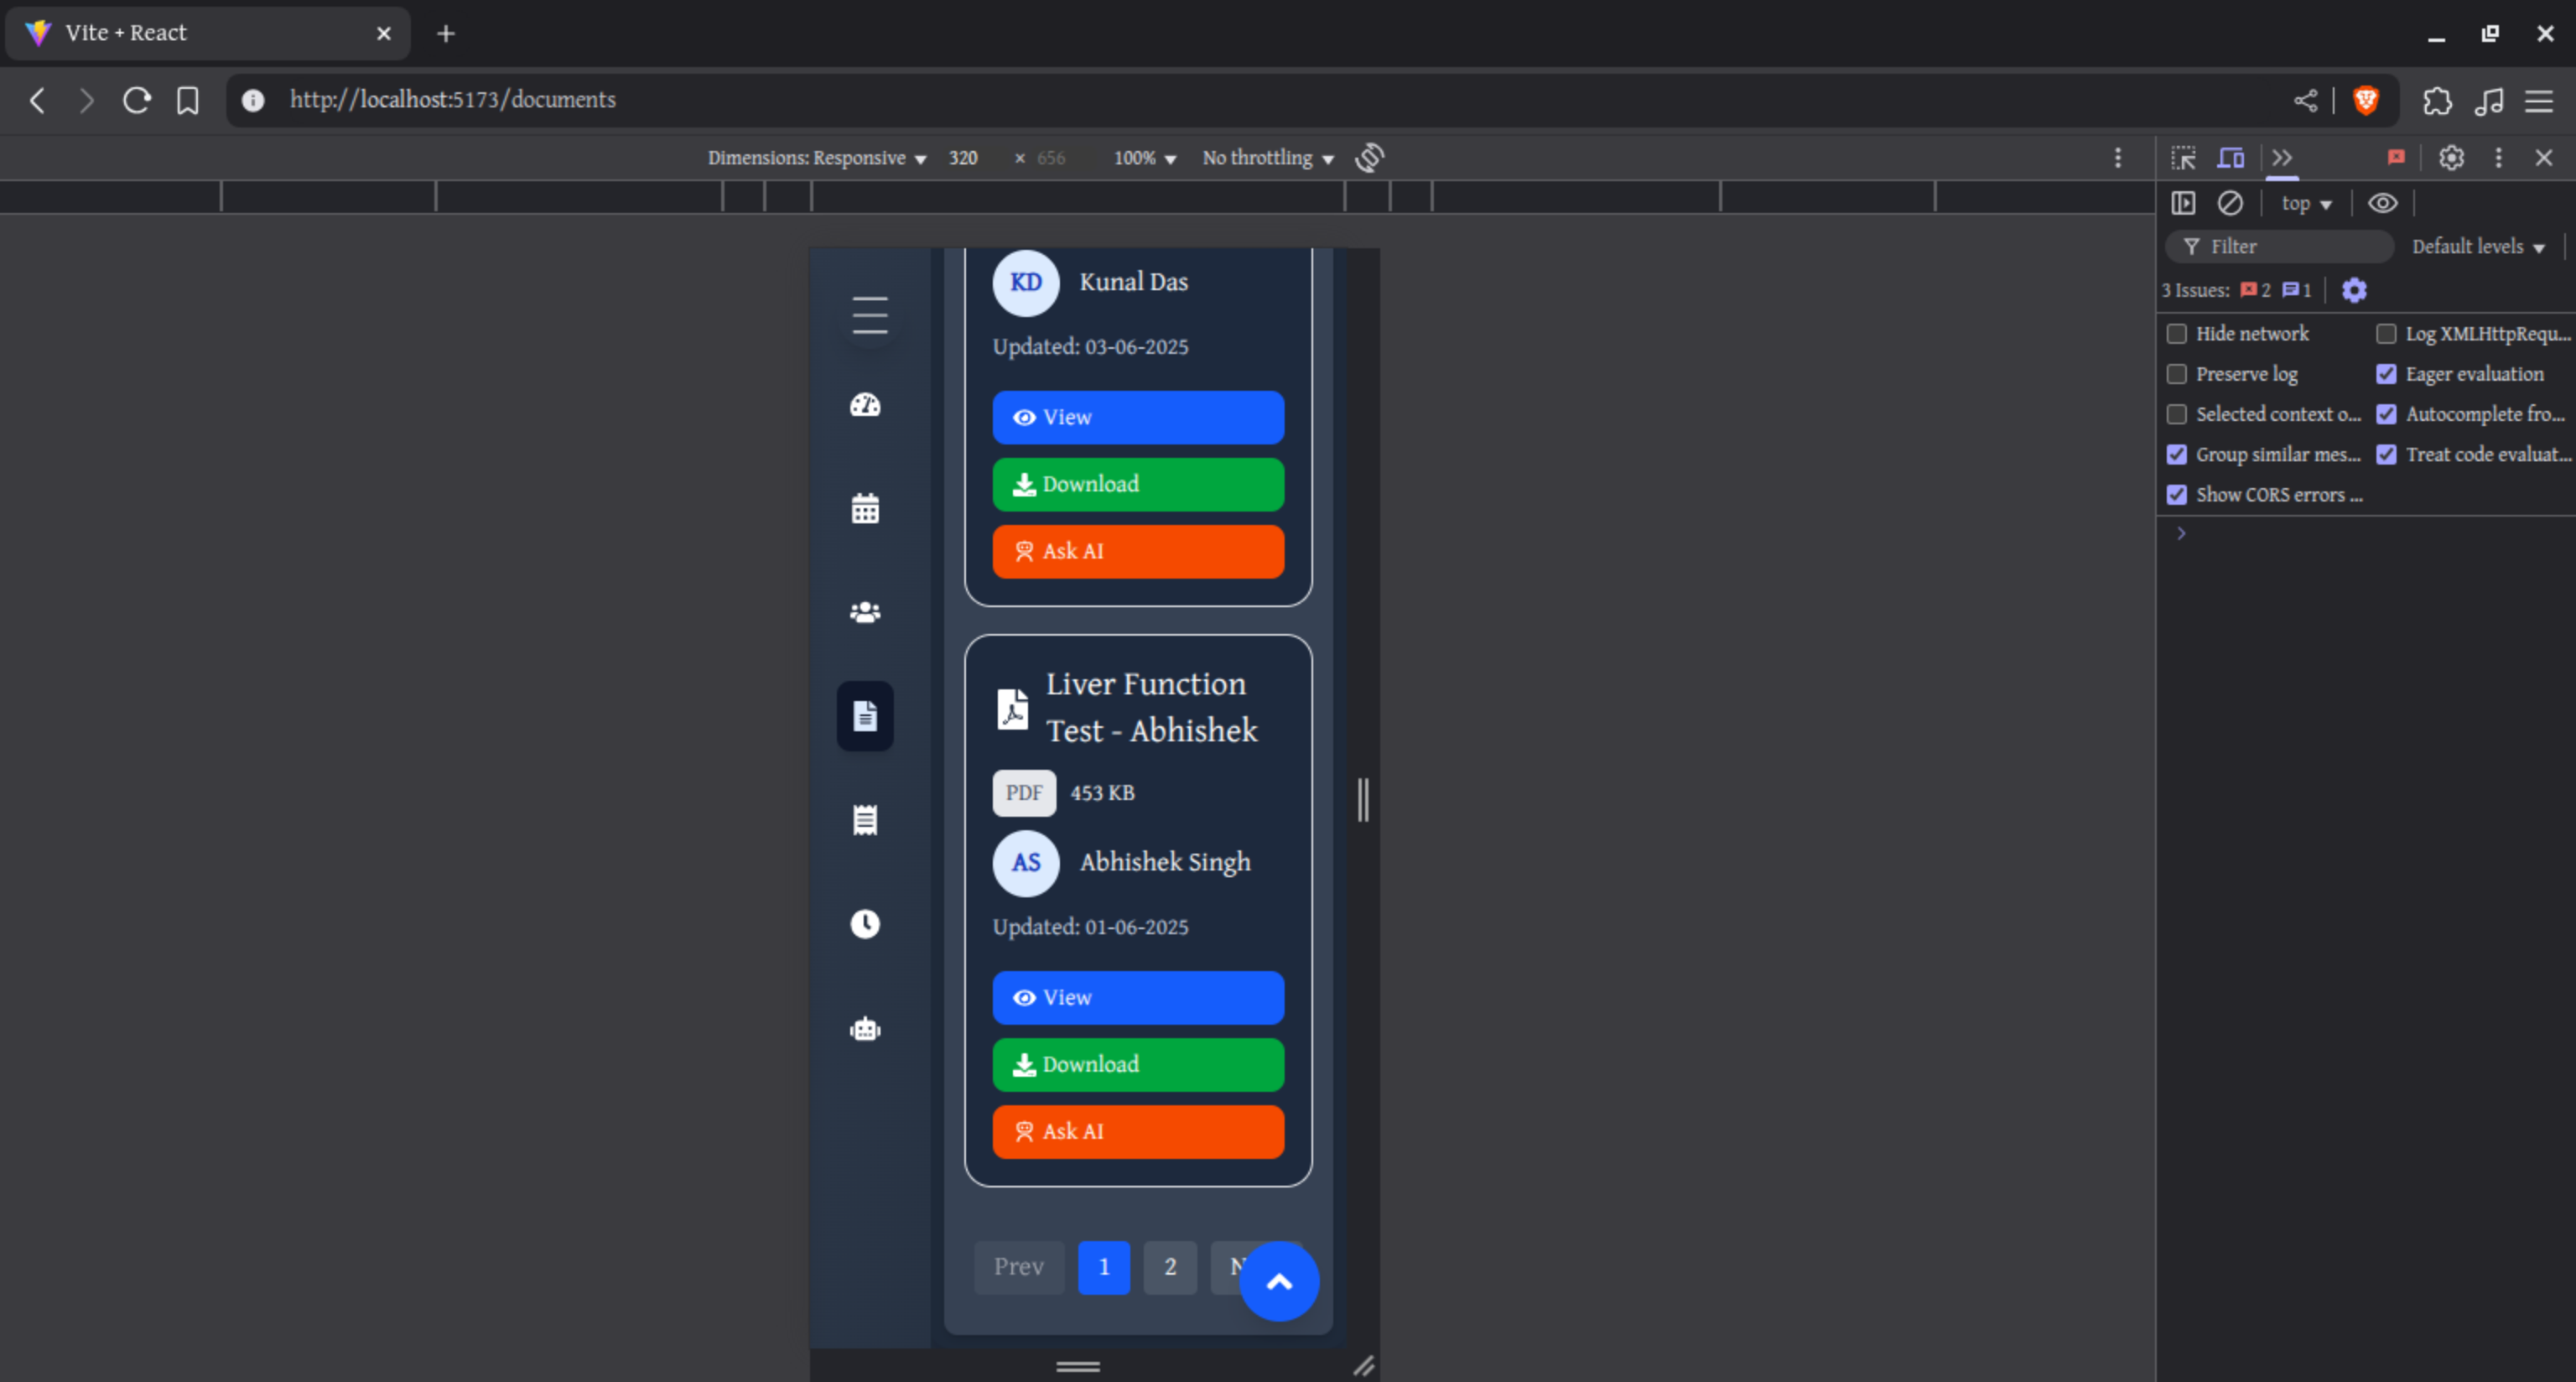 Vite + React
http://localhost:5173/documents
Dimensions: Responsive 320 × 656 100% No throttling
top
Filter Default levels
3 Issues: 2 1
Hide network Log XMLHttpRequ...
Preserve log Eager evaluation
Selected context o... Autocomplete fro...
Group similar mes... Treat code evaluat...
Show CORS errors ...
KD Kunal Das
Updated: 03-06-2025
View
Download
Ask AI
Liver Function
Test - Abhishek
PDF 453 KB
AS Abhishek Singh
Updated: 01-06-2025
View
Download
Ask AI
Prev 1 2